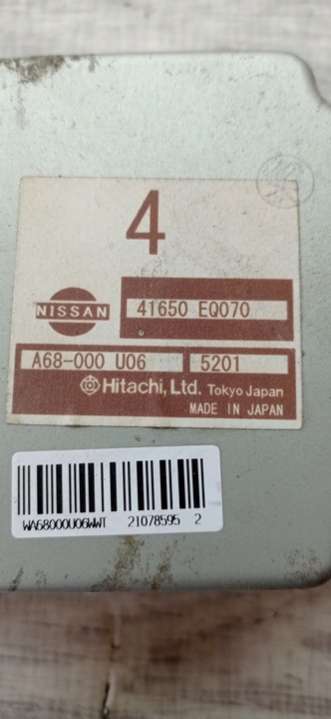 4
NISSAN
41650 EQ070
A68-000 U06 5201
Hitachi, Ltd. Tokyo Japan
MADE IN JAPAN
WA68000U06WWT 21078595 2